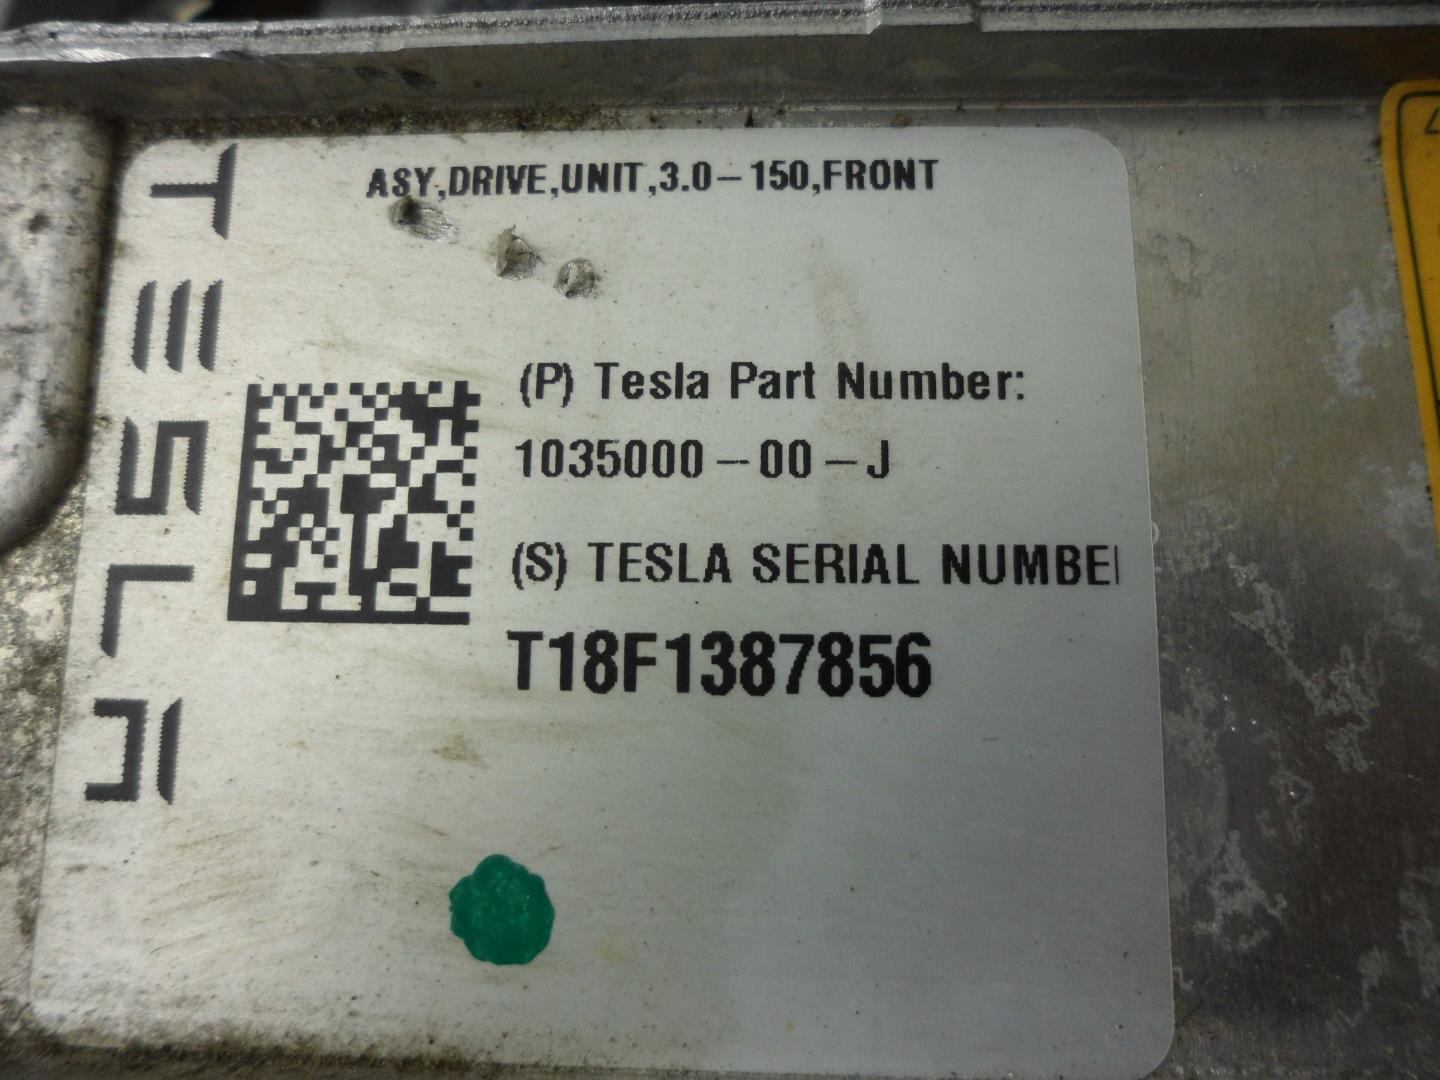 TESLA
ASY,DRIVE,UNIT,3.0-150,FRONT
(P) Tesla Part Number:
1035000-00-J
(S) TESLA SERIAL NUMBE
T18F1387856